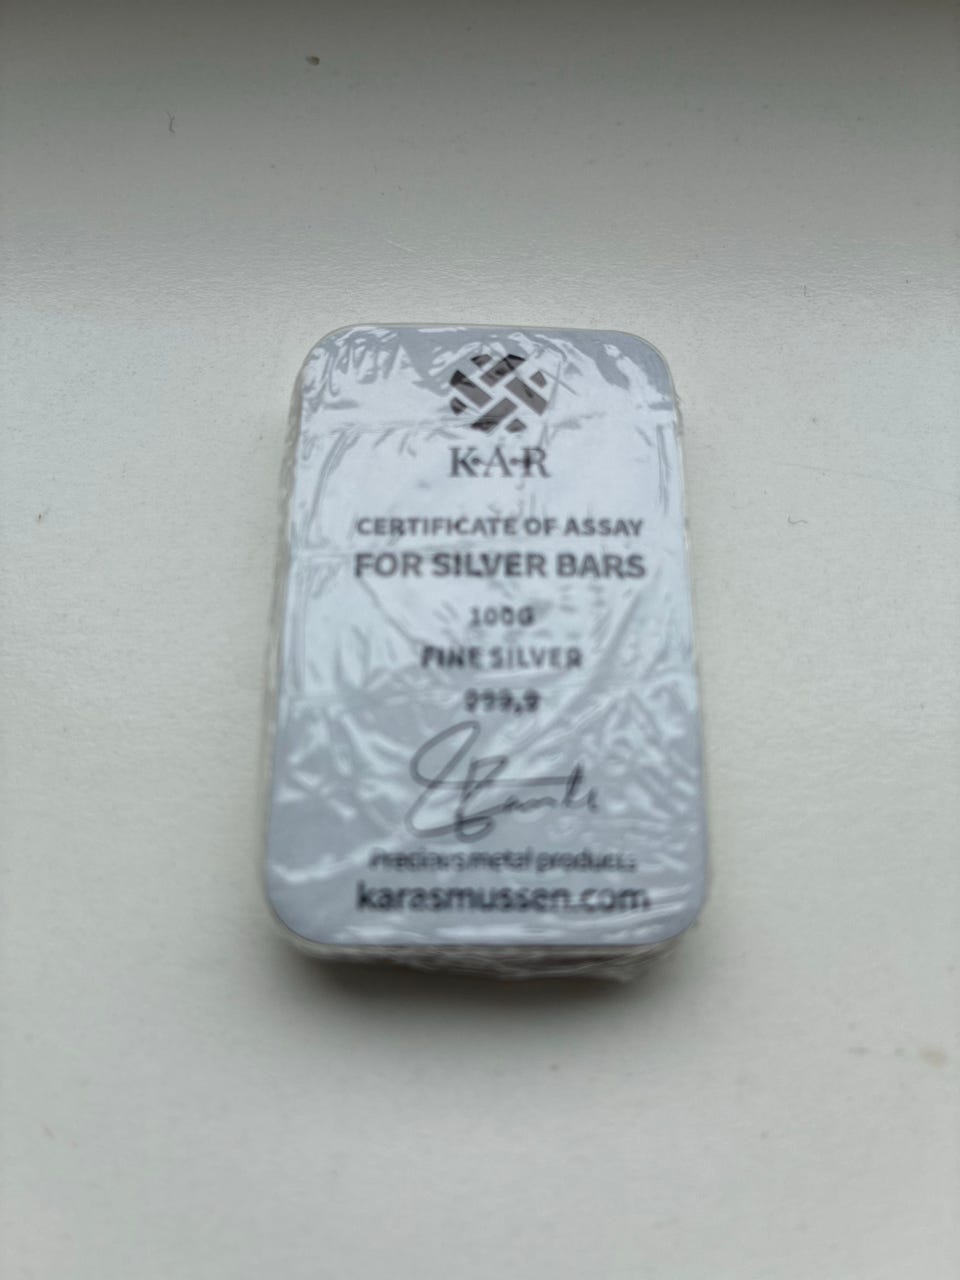 K·A·R
CERTIFICATE OF ASSAY
FOR SILVER BARS
100G
FINE SILVER
999,9
Precious metal products
karasmussen.com